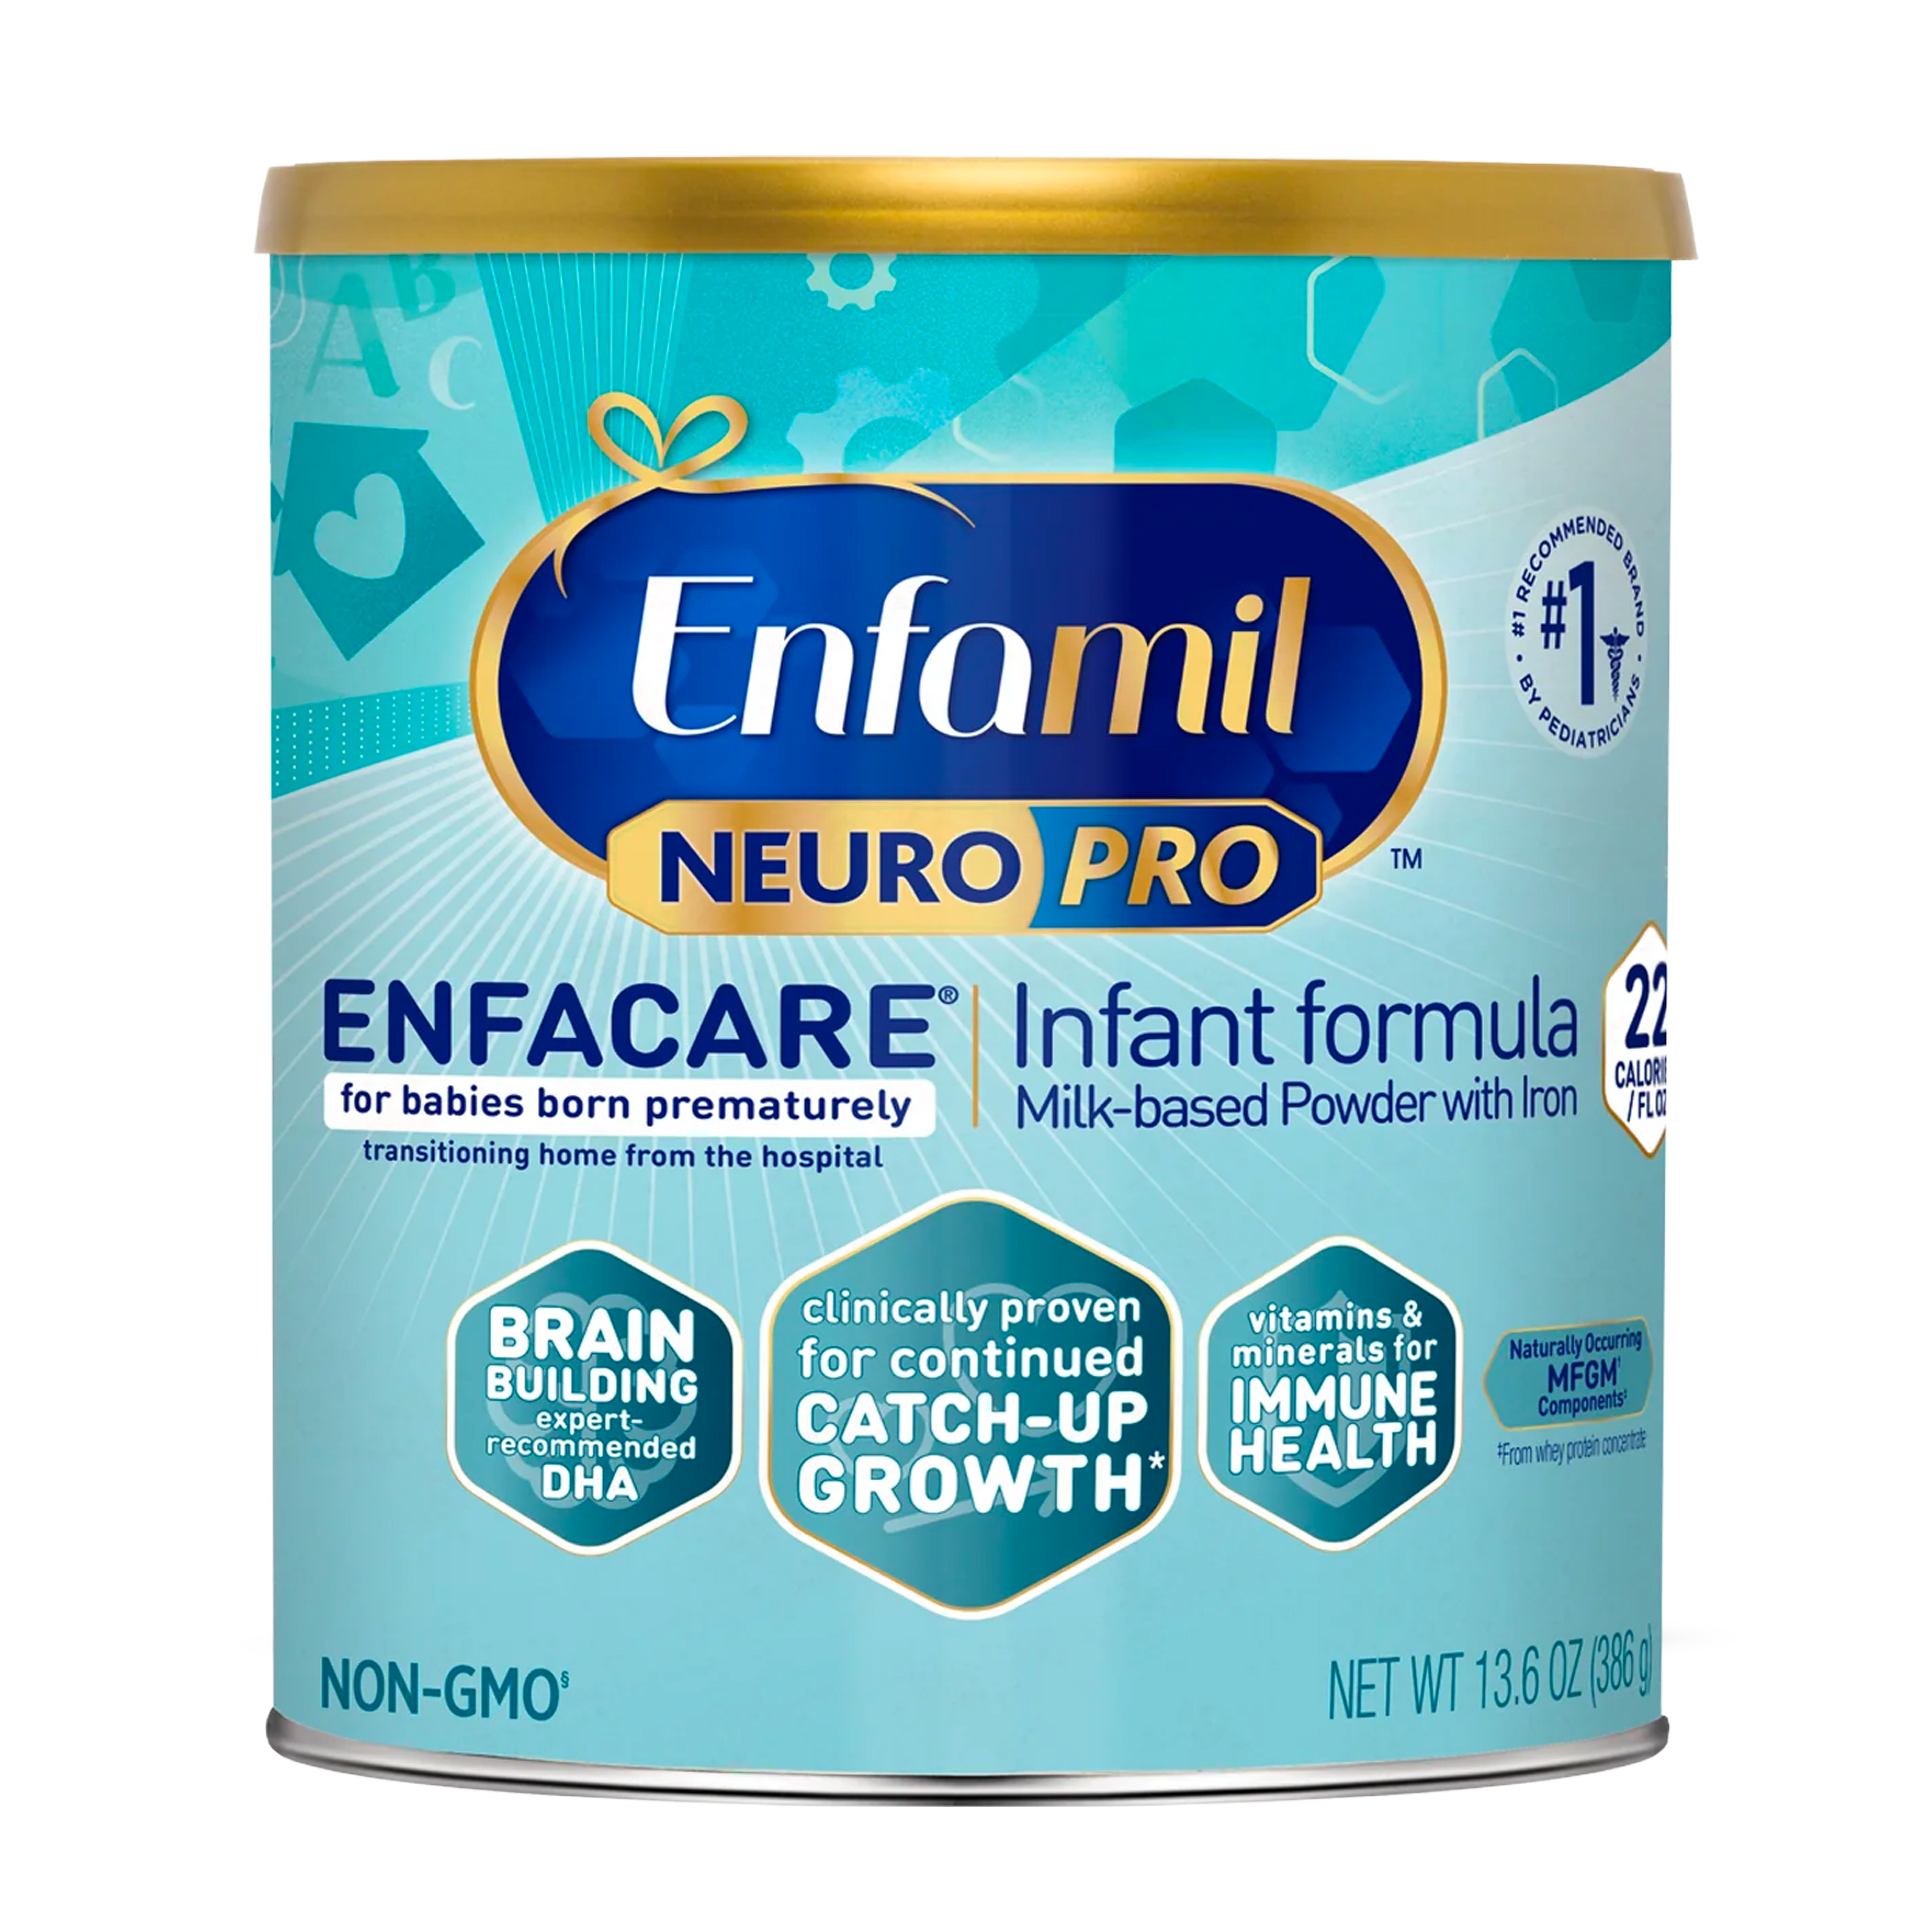 A B C
Enfamil
NEURO PRO ™
#1 RECOMMENDED BRAND • BY PEDIATRICIANS •
#1
ENFACARE®
for babies born prematurely
transitioning home from the hospital
Infant formula
Milk-based Powder with Iron
22
CALORIE
/ FL OZ
BRAIN
BUILDING
expert-
recommended
DHA
clinically proven
for continued
CATCH-UP
GROWTH*
vitamins &
minerals for
IMMUNE
HEALTH
Naturally Occurring
MFGM†
Components‡
‡From whey protein concentrate
NON-GMO§
NET WT 13.6 OZ (386 g)